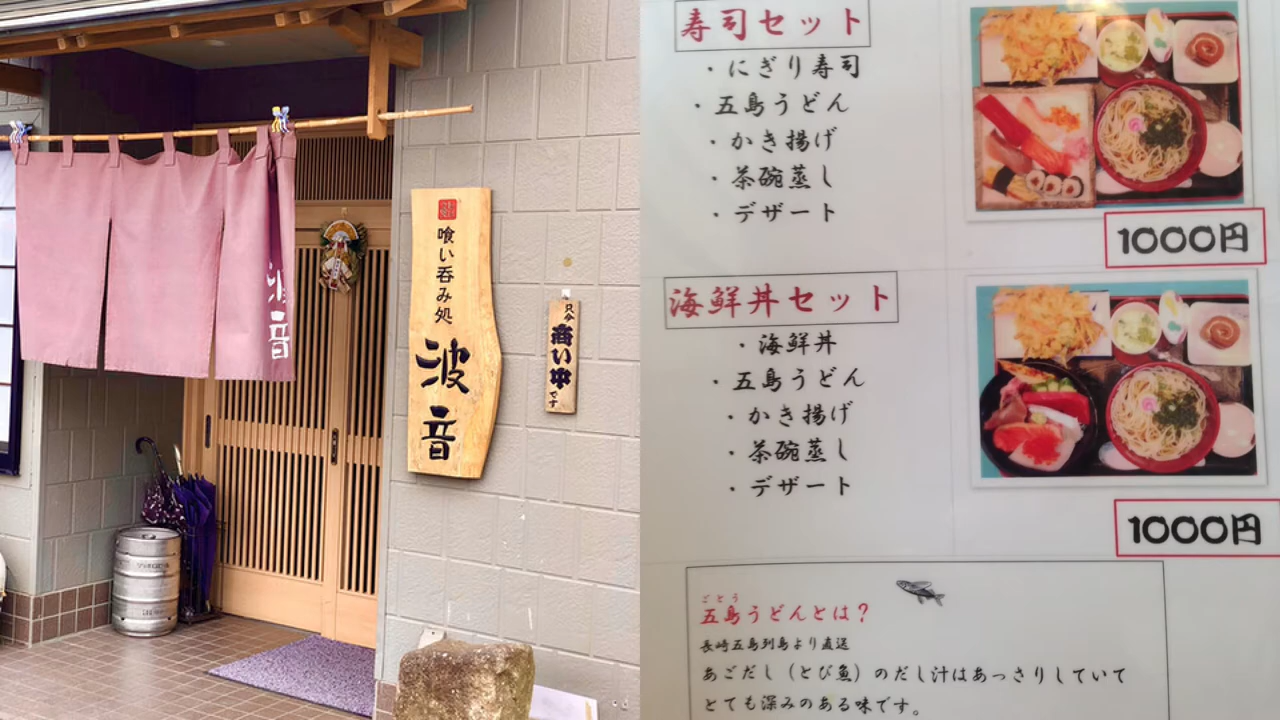 波音
喰い呑み処
波音
只今
商い中
です
寿司セット
・にぎり寿司
・五島うどん
・かき揚げ
・茶碗蒸し
・デザート
1000円
海鮮丼セット
・海鮮丼
・五島うどん
・かき揚げ
・茶碗蒸し
・デザート
1000円
ごとう
五島うどんとは?
長崎五島列島より直送
あごだし(とび魚)のだし汁はあっさりしていて
とても深みのある味です。